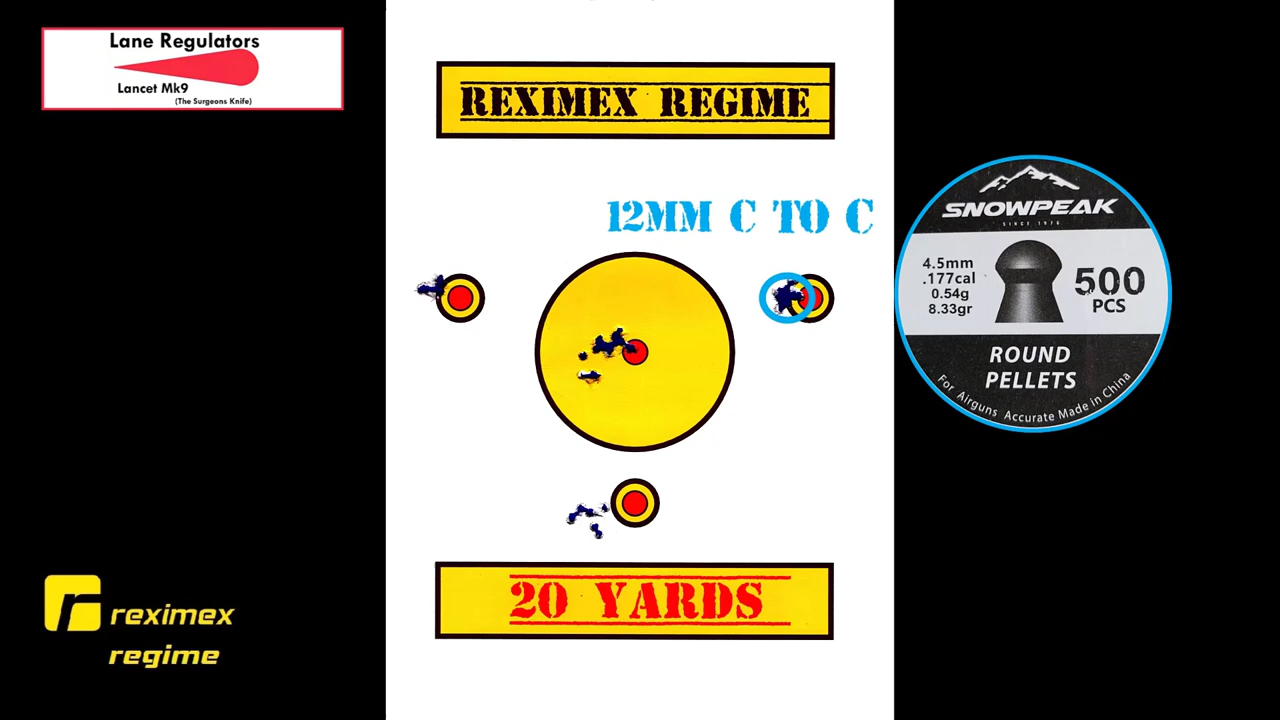 Lane Regulators
Lancet Mk9
(The Surgeons Knife)
REXIMEX REGIME
12MM C TO C
SNOWPEAK
SINCE 1976
4.5mm
.177cal
0.54g
8.33gr
500
PCS
ROUND
PELLETS
For Airguns Accurate Made in China
20 YARDS
r reximex
regime